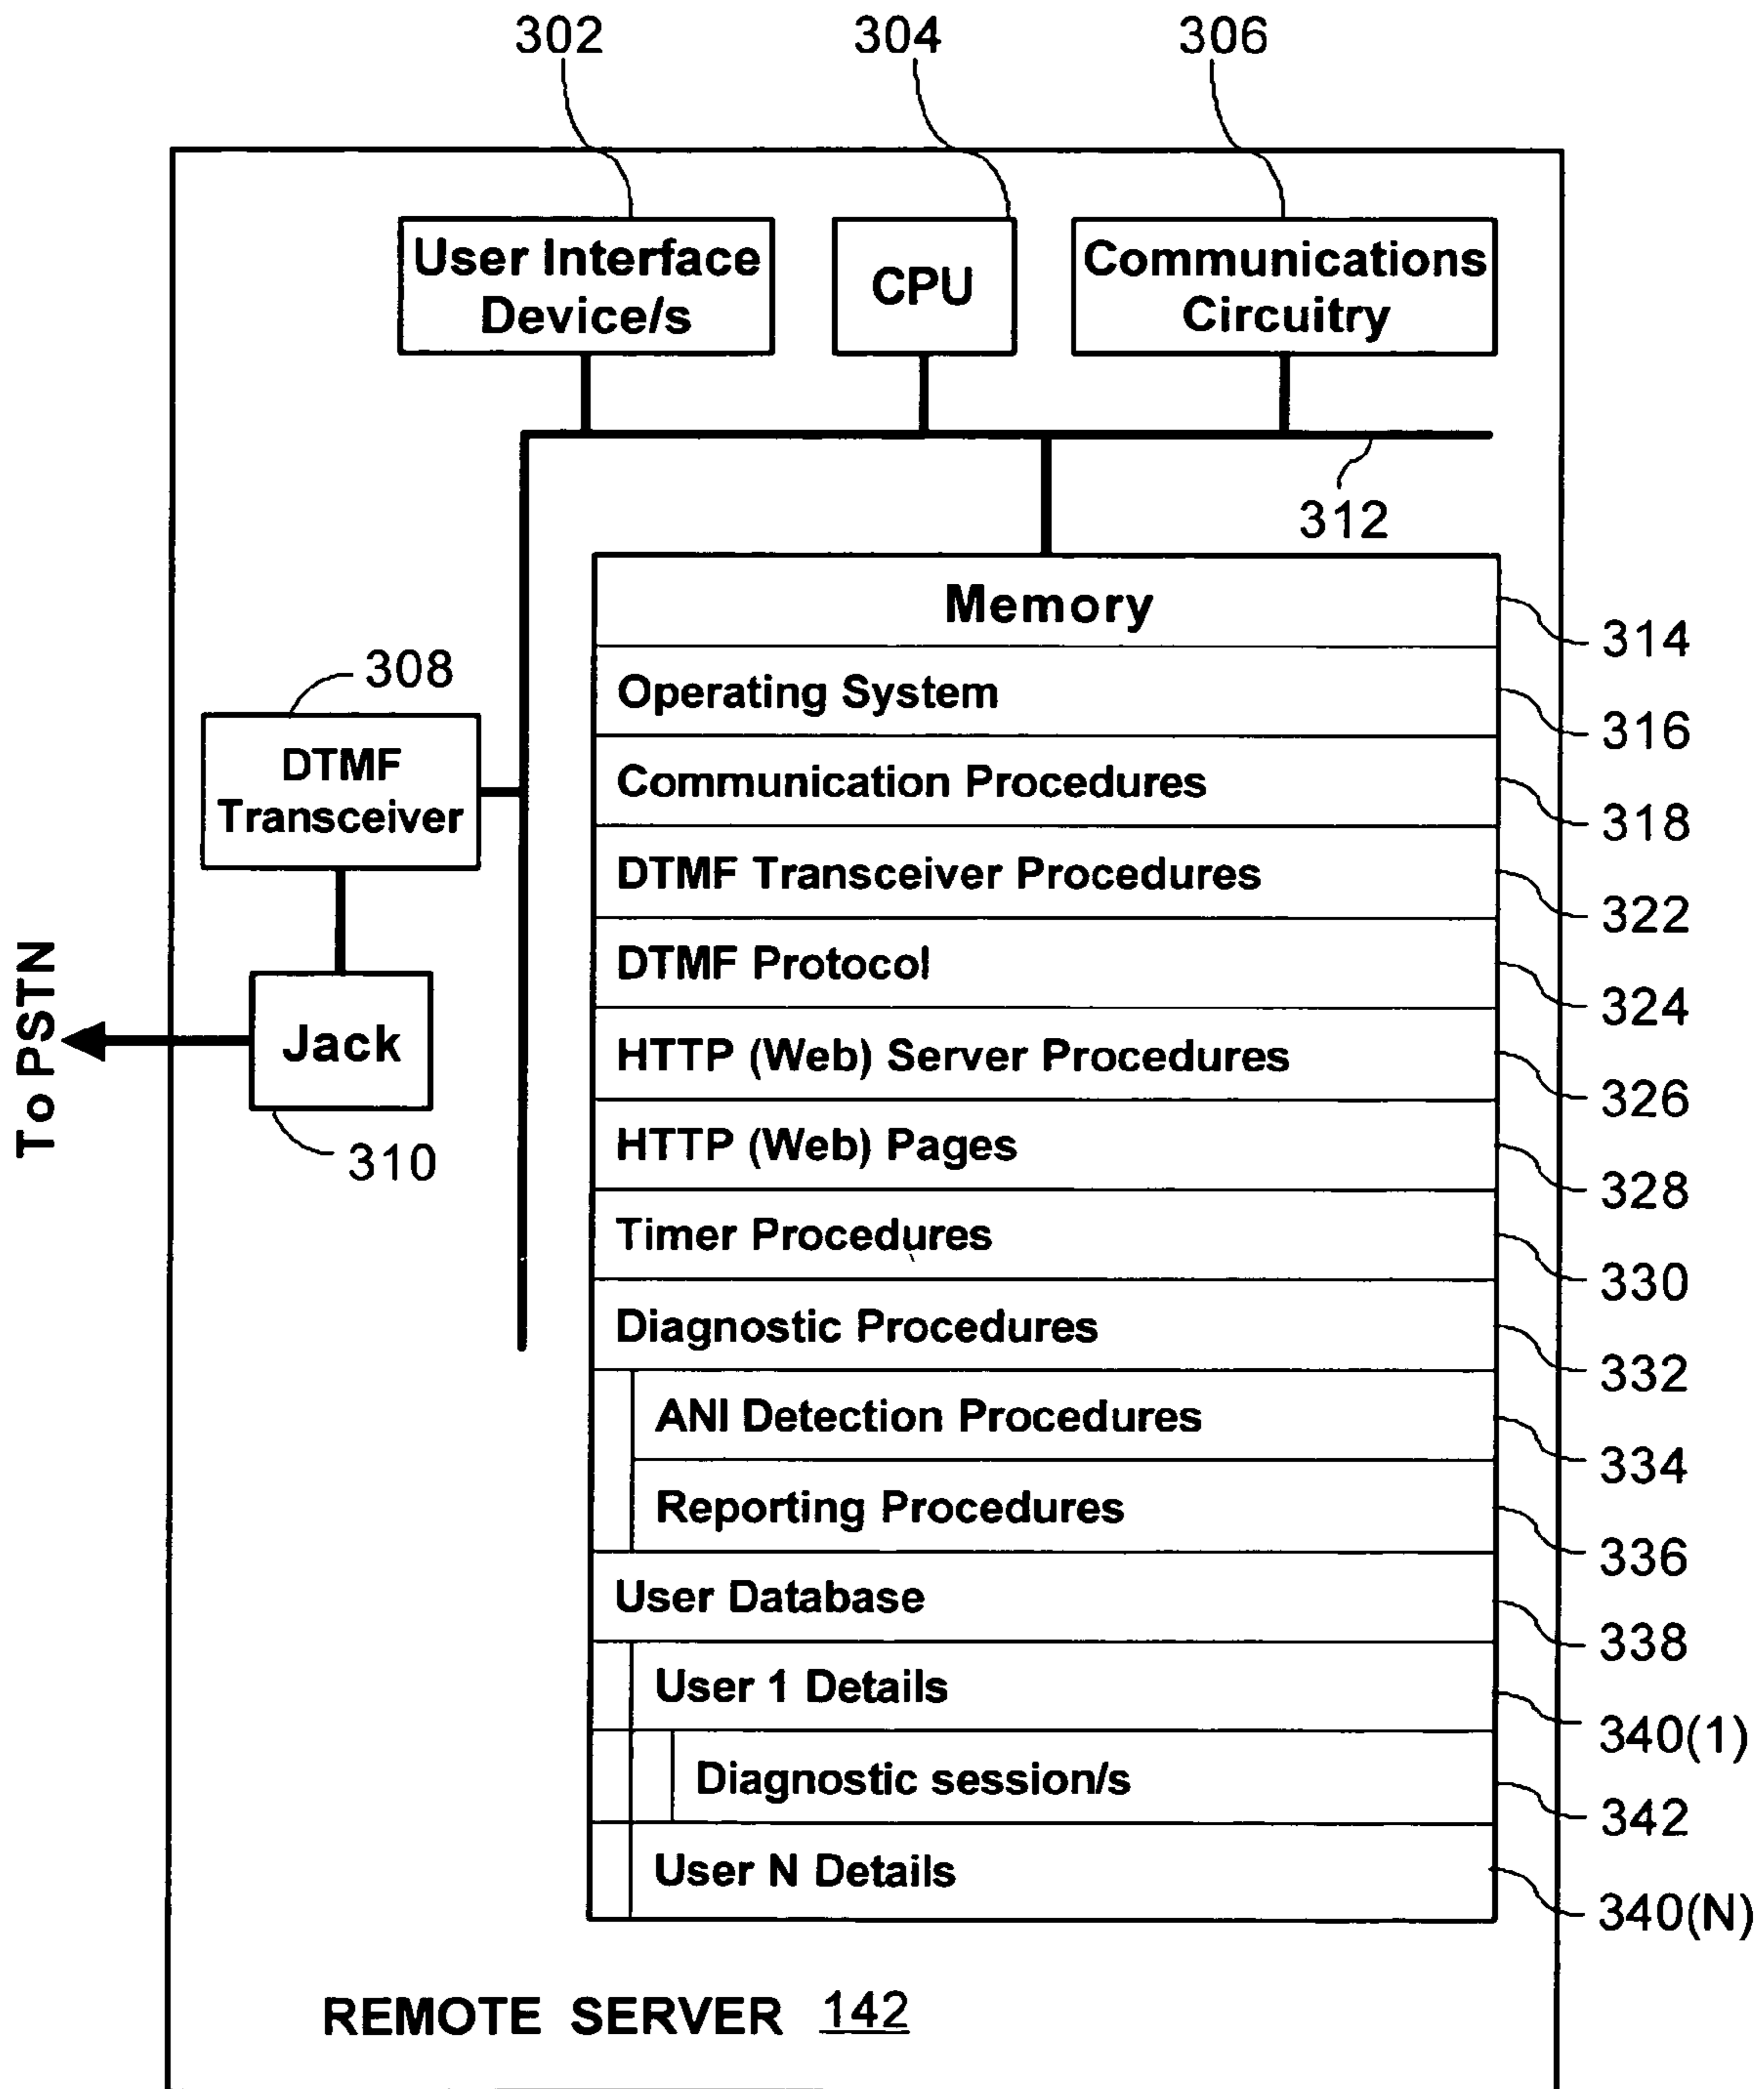 302
304
306
User Interface
Device/s
CPU
Communications
Circuitry
312
Memory
314
Operating System
316
Communication Procedures
318
DTMF Transceiver Procedures
322
DTMF Protocol
324
HTTP (Web) Server Procedures
326
HTTP (Web) Pages
328
Timer Procedures
330
Diagnostic Procedures
332
ANI Detection Procedures
334
Reporting Procedures
336
User Database
338
User 1 Details
340(1)
Diagnostic session/s
342
User N Details
340(N)
308
DTMF
Transceiver
Jack
310
To PSTN
REMOTE SERVER 142